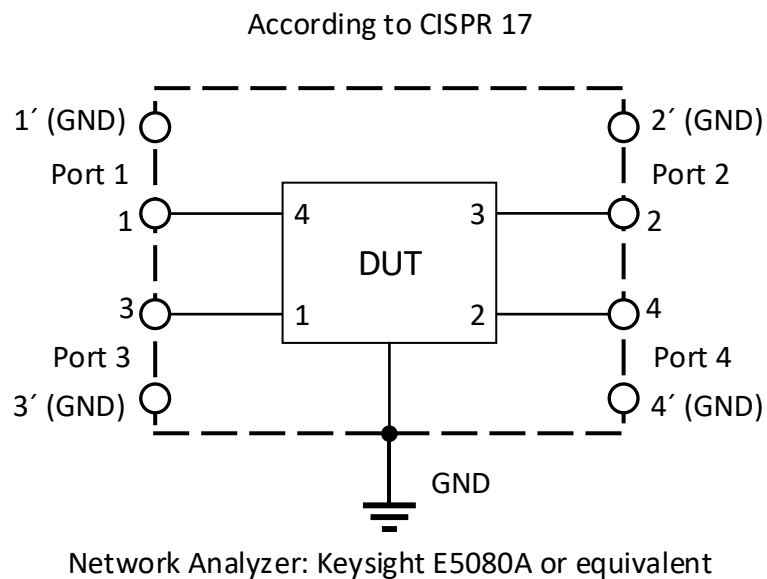 According to CISPR 17
1´ (GND)
2´ (GND)
Port 1
Port 2
1
4
3
2
DUT
3
1
2
4
Port 3
Port 4
3´ (GND)
4´ (GND)
GND
Network Analyzer: Keysight E5080A or equivalent